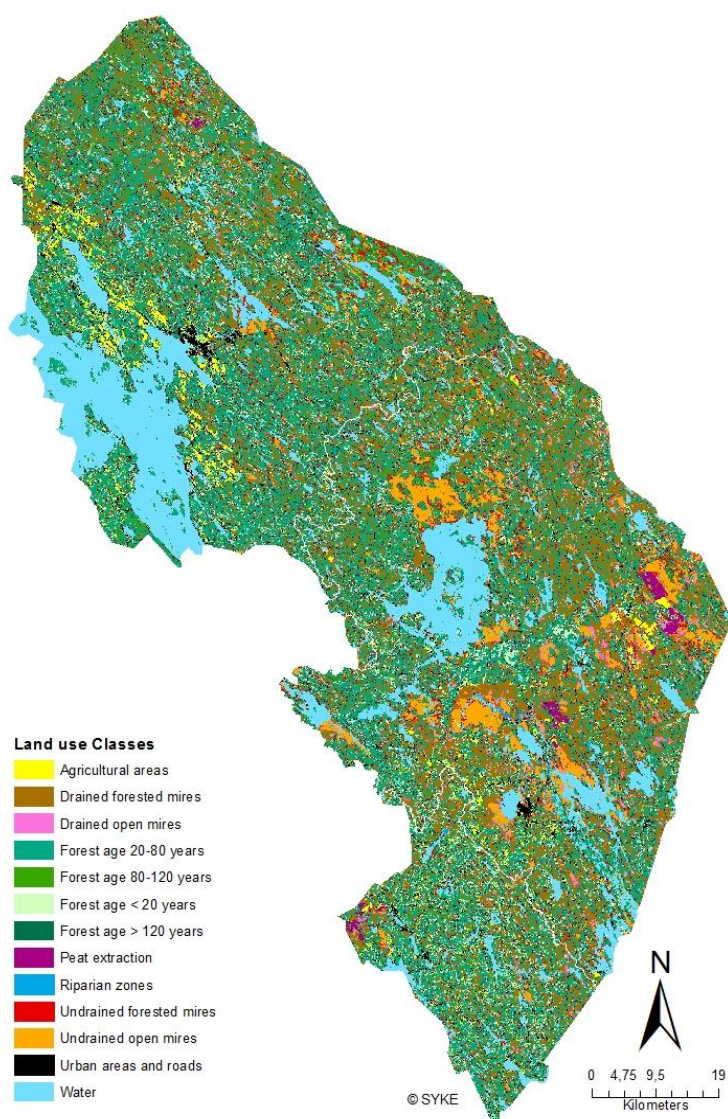 Land use Classes
Agricultural areas
Drained forested mires
Drained open mires
Forest age 20-80 years
Forest age 80-120 years
Forest age < 20 years
Forest age > 120 years
Peat extraction
Riparian zones
Undrained forested mires
Undrained open mires
Urban areas and roads
Water
© SYKE
N
0 4,75 9,5 19
Kilometers